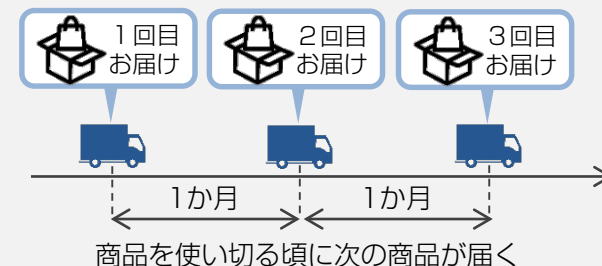 １回目
お届け
２回目
お届け
３回目
お届け
1か月
1か月
商品を使い切る頃に次の商品が届く